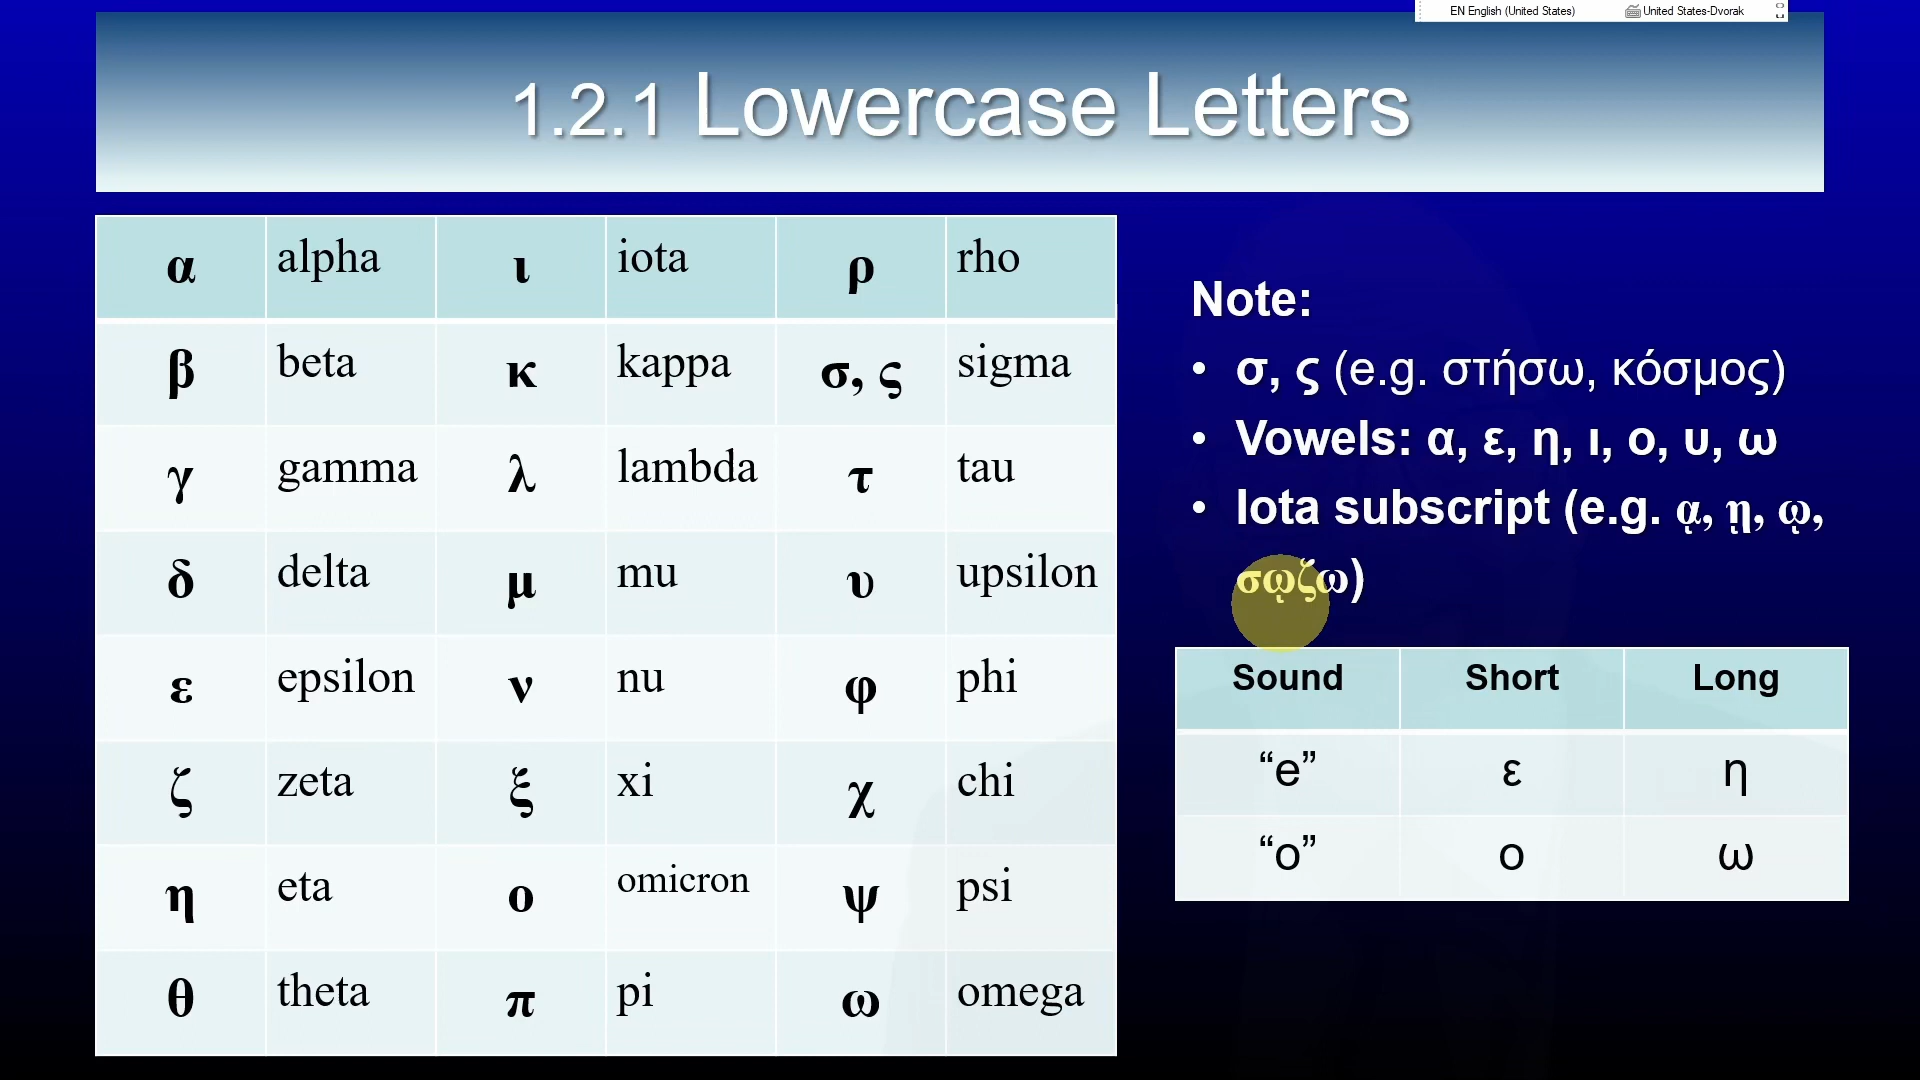 EN English (United States) United States-Dvorak
1.2.1 Lowercase Letters
α alpha ι iota ρ rho
β beta κ kappa σ, ς sigma
γ gamma λ lambda τ tau
δ delta μ mu υ upsilon
ε epsilon ν nu φ phi
ζ zeta ξ xi χ chi
η eta ο omicron ψ psi
θ theta π pi ω omega
Note:
• σ, ς (e.g. στήσω, κόσμος)
• Vowels: α, ε, η, ι, ο, υ, ω
• Iota subscript (e.g. ᾳ, ῃ, ῳ,
σῳζω)
Sound Short Long
“e” ε η
“o” ο ω